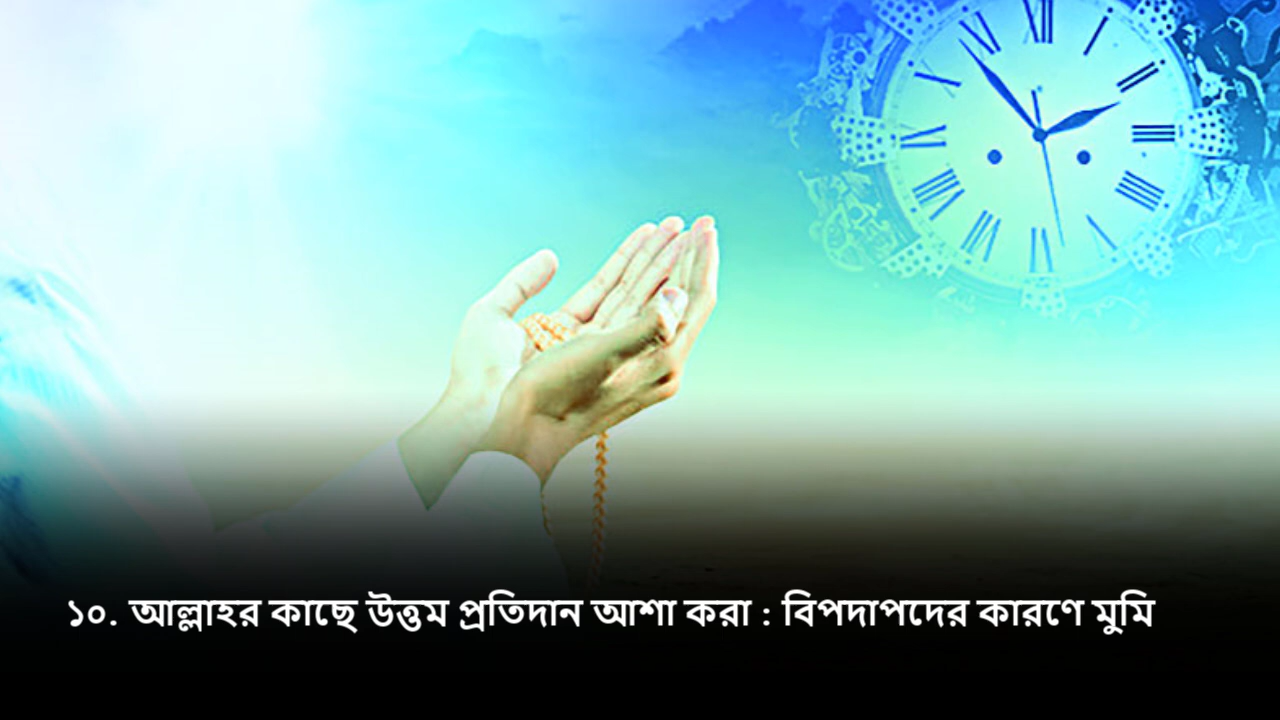 ১০. আল্লাহর কাছে উত্তম প্রতিদান আশা করা : বিপদাপদের কারণে মুমি